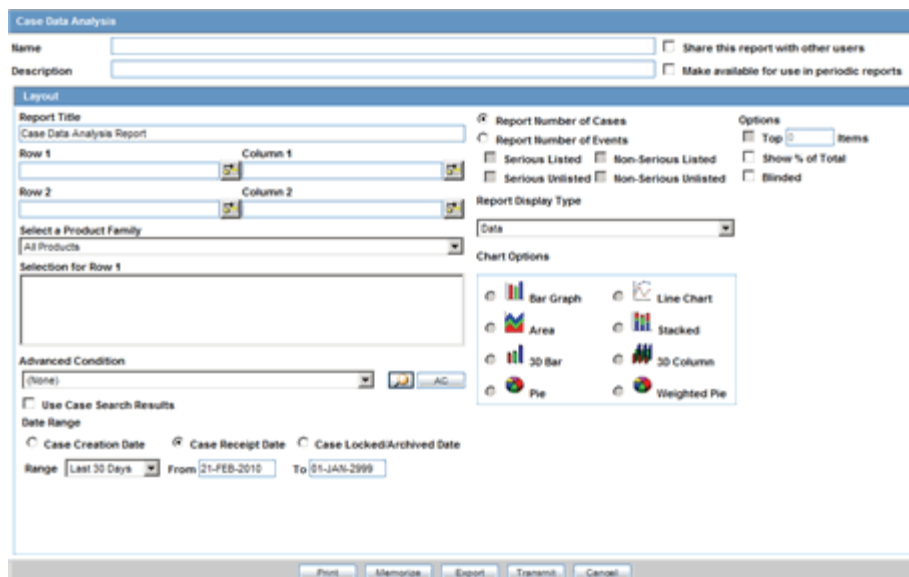 Case Data Analysis
Name
Share this report with other users
Description
Make available for use in periodic reports
Layout
Report Title
Case Data Analysis Report
Row 1 Column 1
Row 2 Column 2
Select a Product Family
All Products
Selection for Row 1
Advanced Condition
(None)
AC
Use Case Search Results
Date Range
Case Creation Date Case Receipt Date Case Locked/Archived Date
Range Last 30 Days From 21-FEB-2010 To 01-JAN-2999
Report Number of Cases
Report Number of Events
Serious Listed Non-Serious Listed
Serious Unlisted Non-Serious Unlisted
Report Display Type
Data
Chart Options
Bar Graph Line Chart
Area Stacked
3D Bar 3D Column
Pie Weighted Pie
Options
Top 0 Items
Show % of Total
Blinded
Print Memorize Export Transmit Cancel